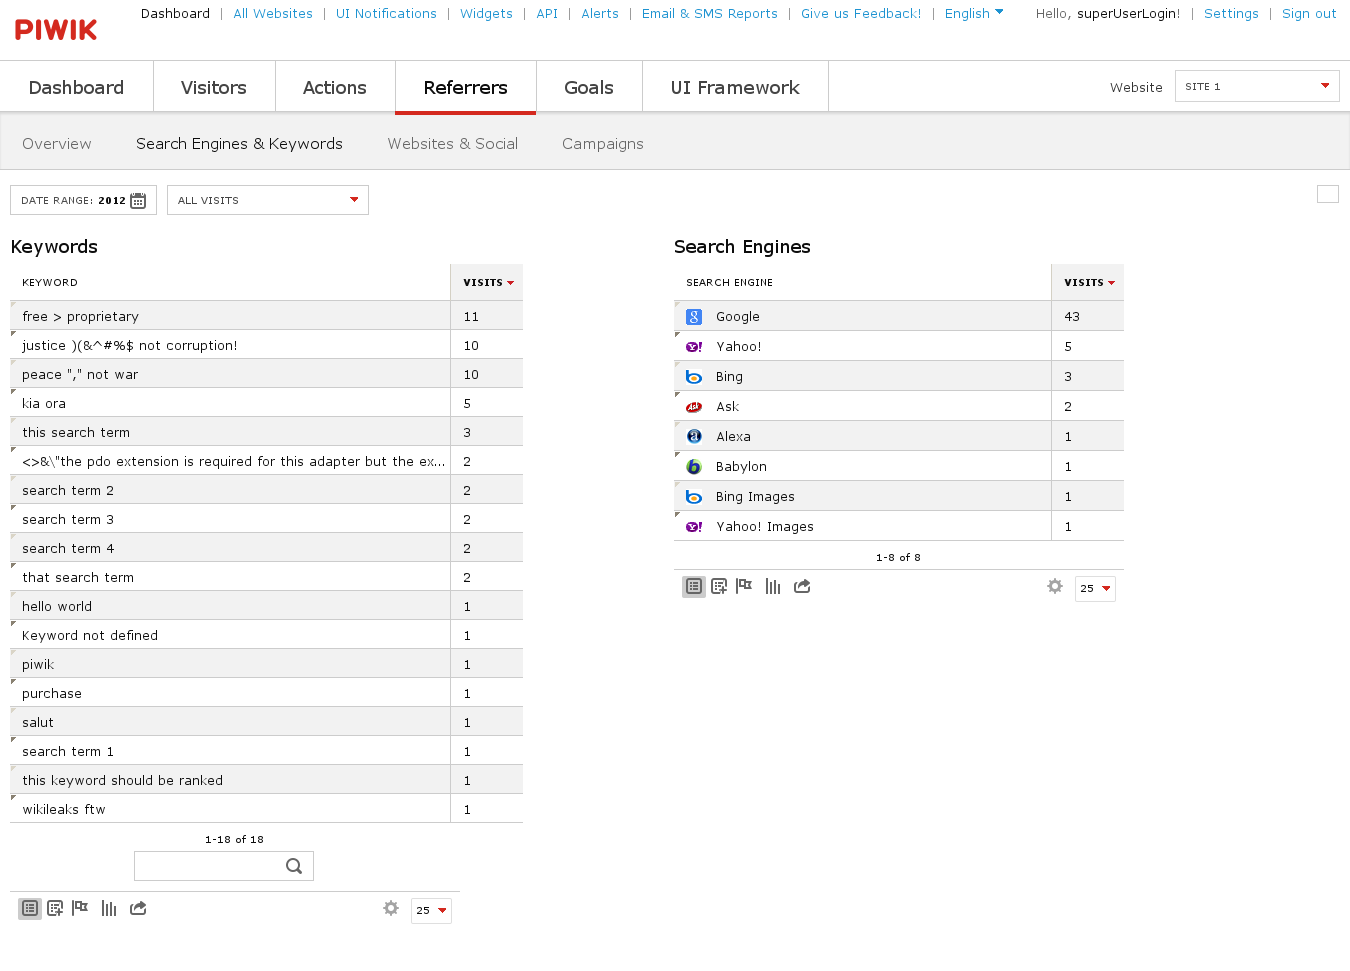 PIWIK
Dashboard | All Websites | UI Notifications | Widgets | API | Alerts | Email & SMS Reports | Give us Feedback! | English
Hello, superUserLogin! | Settings | Sign out
Dashboard Visitors Actions Referrers Goals UI Framework
Website SITE 1
Overview Search Engines & Keywords Websites & Social Campaigns
DATE RANGE: 2012 ALL VISITS
Keywords
KEYWORD VISITS
free > proprietary 11
justice )(&^#%$ not corruption! 10
peace "," not war 10
kia ora 5
this search term 3
<>&\"the pdo extension is required for this adapter but the ex... 2
search term 2 2
search term 3 2
search term 4 2
that search term 2
hello world 1
Keyword not defined 1
piwik 1
purchase 1
salut 1
search term 1 1
this keyword should be ranked 1
wikileaks ftw 1
1-18 of 18
25
Search Engines
SEARCH ENGINE VISITS
Google 43
Yahoo! 5
Bing 3
Ask 2
Alexa 1
Babylon 1
Bing Images 1
Yahoo! Images 1
1-8 of 8
25